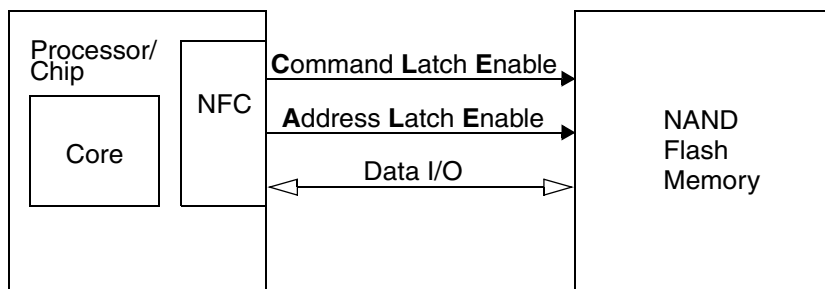 Processor/
Chip
NFC
Core
Command Latch Enable
Address Latch Enable
Data I/O
NAND
Flash
Memory